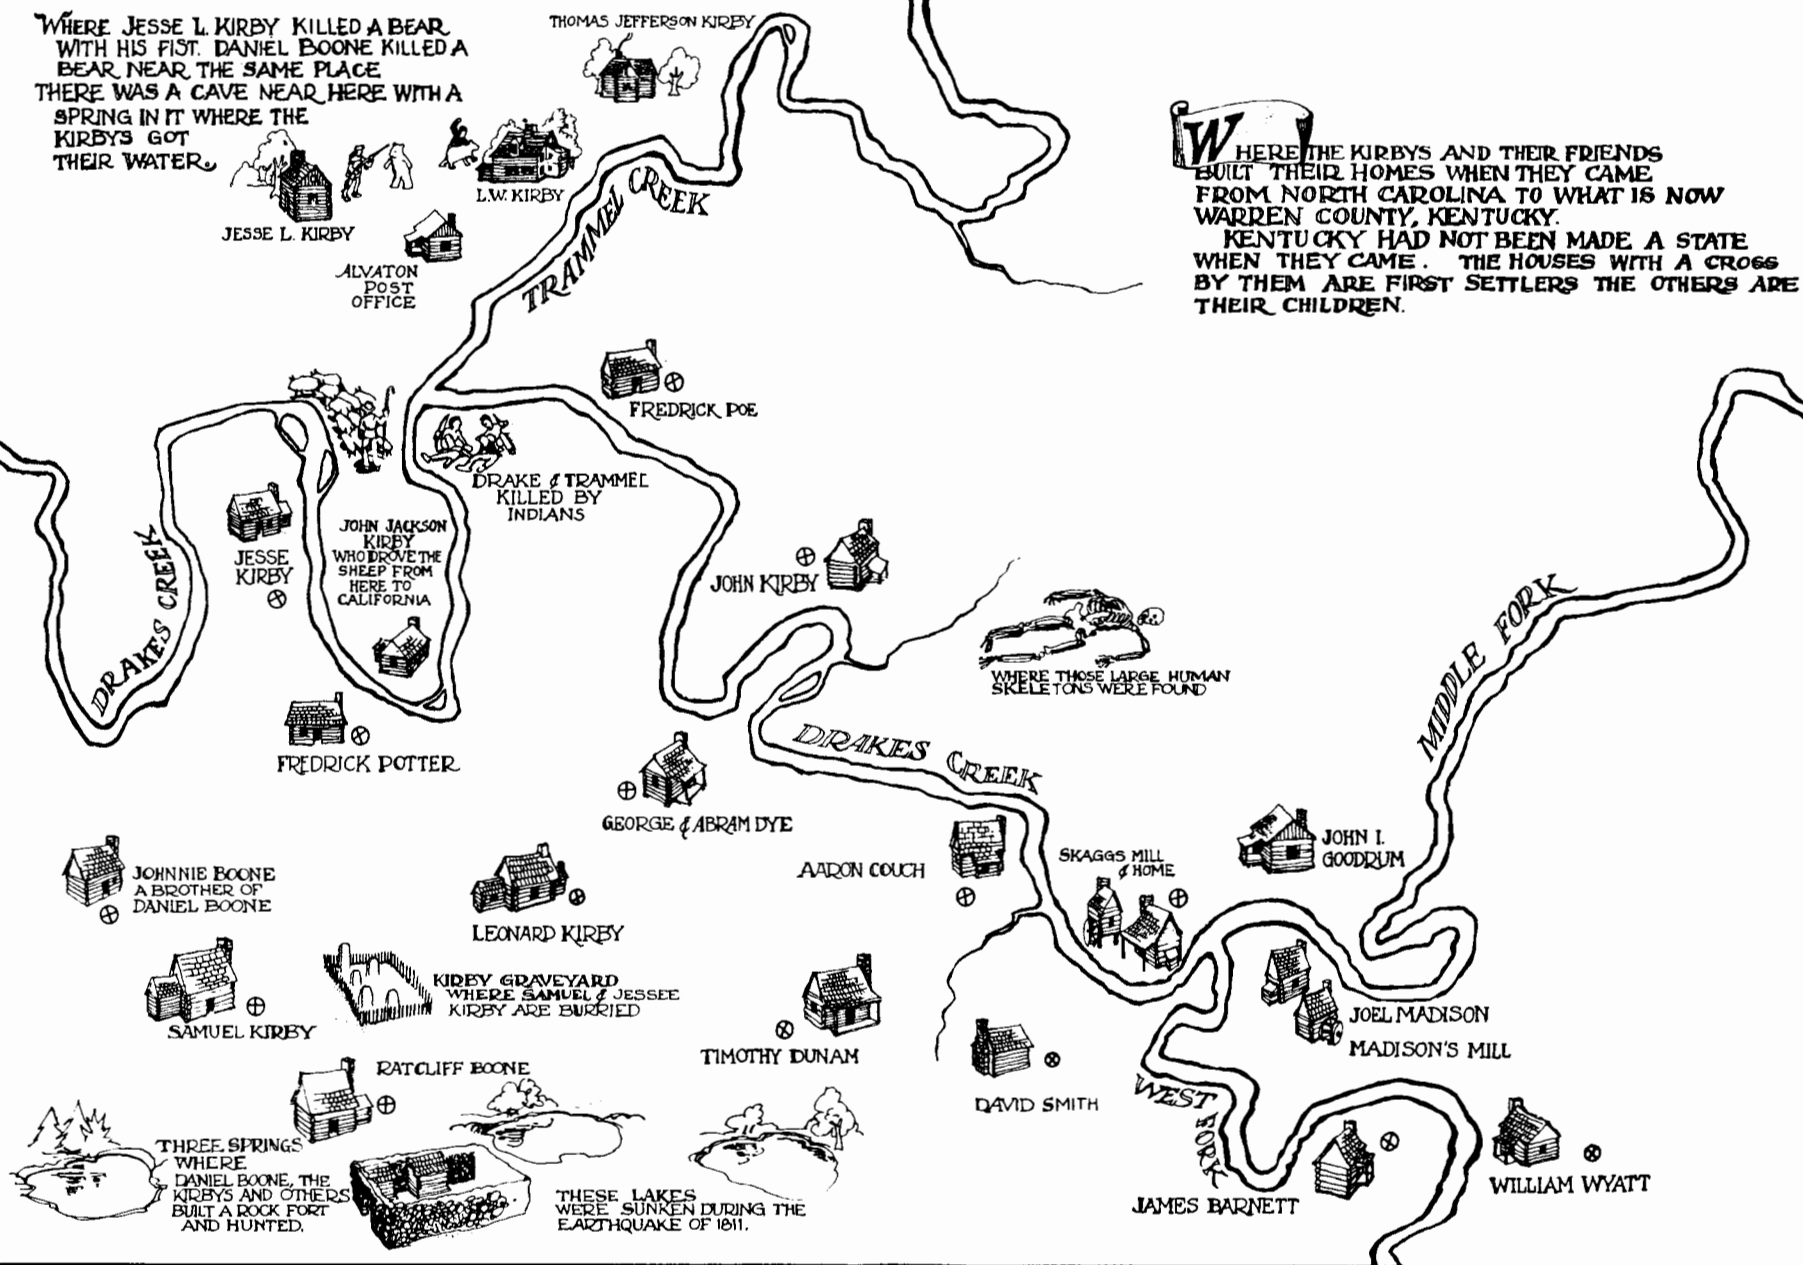 WHERE JESSE L. KIRBY KILLED A BEAR
WITH HIS FIST. DANIEL BOONE KILLED A
BEAR NEAR THE SAME PLACE
THERE WAS A CAVE NEAR HERE WITH A
SPRING IN IT WHERE THE
KIRBYS GOT
THEIR WATER
THOMAS JEFFERSON KIRBY
L.W. KIRBY
JESSE L. KIRBY
ALVATON
POST
OFFICE
TRAMMEL CREEK
WHERE THE KIRBYS AND THEIR FRIENDS
BUILT THEIR HOMES WHEN THEY CAME
FROM NORTH CAROLINA TO WHAT IS NOW
WARREN COUNTY, KENTUCKY.
KENTUCKY HAD NOT BEEN MADE A STATE
WHEN THEY CAME. THE HOUSES WITH A CROSS
BY THEM ARE FIRST SETTLERS THE OTHERS ARE
THEIR CHILDREN.
FREDRICK POE
DRAKE & TRAMMEL
KILLED BY
INDIANS
JESSE
KIRBY
JOHN JACKSON
KIRBY
WHO DROVE THE
SHEEP FROM
HERE TO
CALIFORNIA
DRAKES CREEK
JOHN KIRBY
WHERE THOSE LARGE HUMAN
SKELETONS WERE FOUND
MIDDLE FORK
FREDRICK POTTER
DRAKES CREEK
GEORGE & ABRAM DYE
AARON COUCH
SKAGGS MILL
& HOME
JOHN I.
GOODRUM
JOHNNIE BOONE
A BROTHER OF
DANIEL BOONE
LEONARD KIRBY
KIRBY GRAVEYARD
WHERE SAMUEL & JESSEE
KIRBY ARE BURRIED
SAMUEL KIRBY
JOEL MADISON
MADISON'S MILL
TIMOTHY DUNAM
RATCLIFF BOONE
DAVID SMITH
WEST FORK
THREE SPRINGS
WHERE
DANIEL BOONE, THE
KIRBYS AND OTHERS
BUILT A ROCK FORT
AND HUNTED.
THESE LAKES
WERE SUNKEN DURING THE
EARTHQUAKE OF 1811.
JAMES BARNETT
WILLIAM WYATT